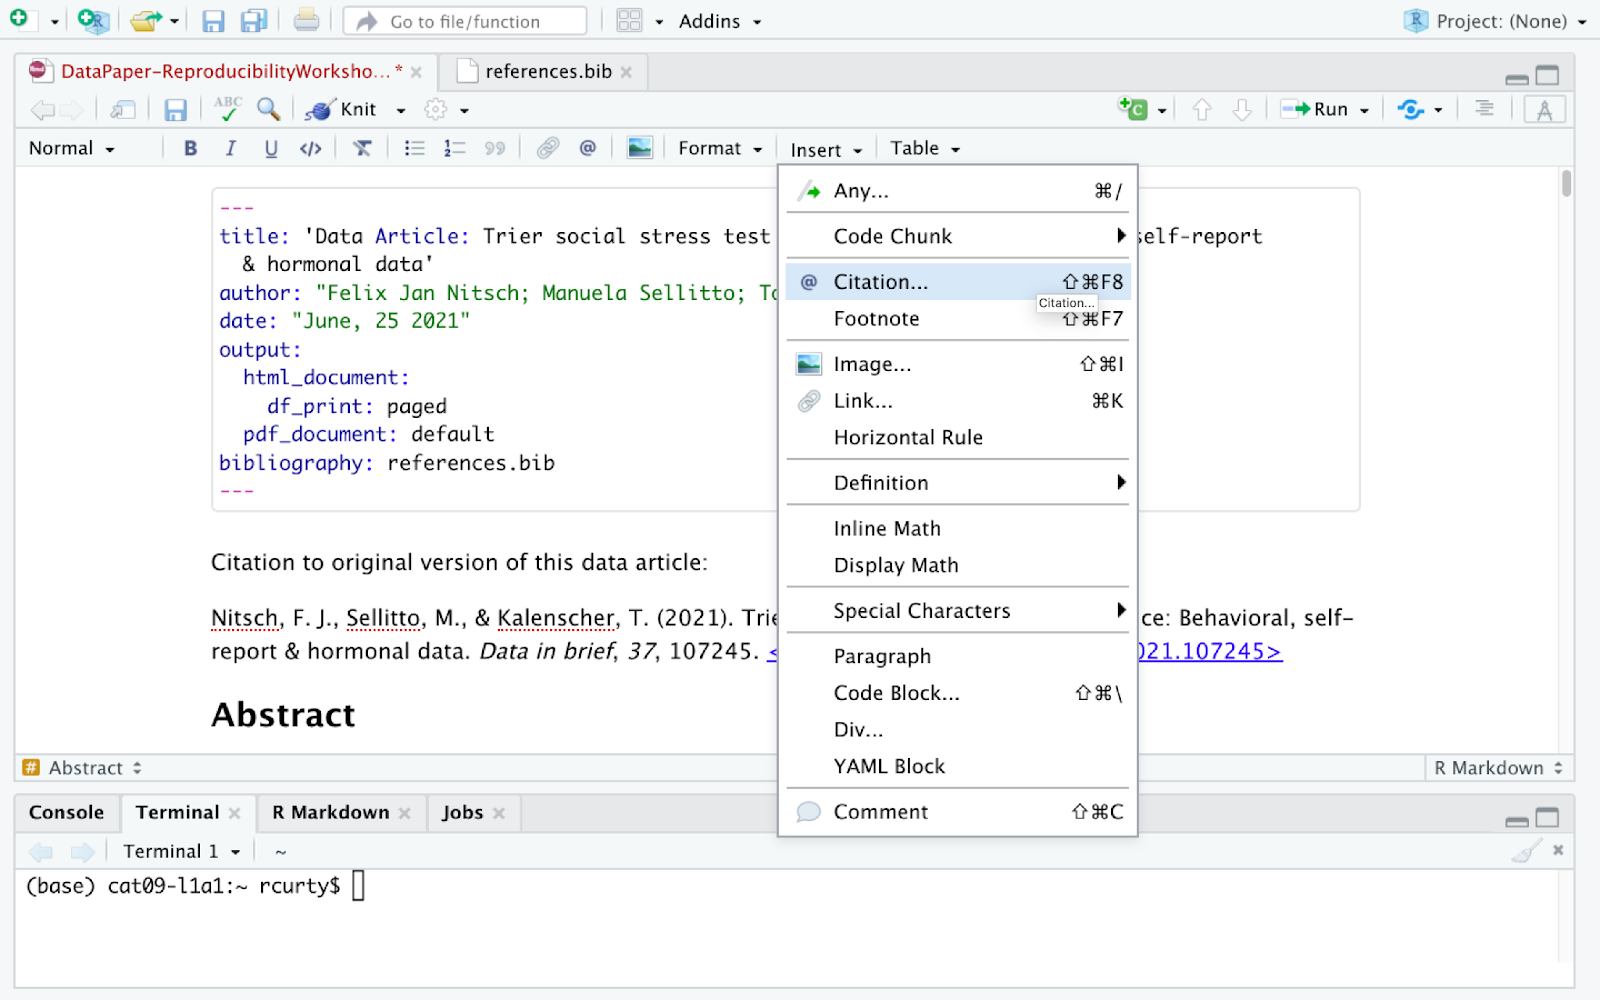 Go to file/function
Addins
Project: (None)
DataPaper-ReproducibilityWorksho... *
references.bib
ABC
Knit
Run
Normal
B I U </>
Format
Insert
Table
---
title: 'Data Article: Trier social stress test
self-report
& hormonal data'
author: "Felix Jan Nitsch; Manuela Sellitto; To
date: "June, 25 2021"
output:
html_document:
df_print: paged
pdf_document: default
bibliography: references.bib
---
Citation to original version of this data article:
Nitsch, F. J., Sellitto, M., & Kalenscher, T. (2021). Trie
ce: Behavioral, self-
report & hormonal data. Data in brief, 37, 107245. <
021.107245>
Abstract
Any... ⌘/
Code Chunk
@ Citation... ⇧⌘F8
Citation...
Footnote ⇧⌘F7
Image... ⇧⌘I
Link... ⌘K
Horizontal Rule
Definition
Inline Math
Display Math
Special Characters
Paragraph
Code Block... ⇧⌘\
Div...
YAML Block
Comment ⇧⌘C
# Abstract
R Markdown
Console
Terminal
R Markdown
Jobs
Terminal 1
~
(base) cat09-l1a1:~ rcurty$